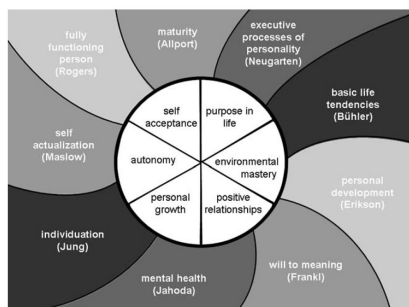 fully
functioning
person
(Rogers)
maturity
(Allport)
executive
processes of
personality
(Neugarten)
basic life
tendencies
(Bühler)
self
actualization
(Maslow)
personal
development
(Erikson)
individuation
(Jung)
mental health
(Jahoda)
will to meaning
(Frankl)
self
acceptance
purpose in
life
autonomy
environmental
mastery
personal
growth
positive
relationships